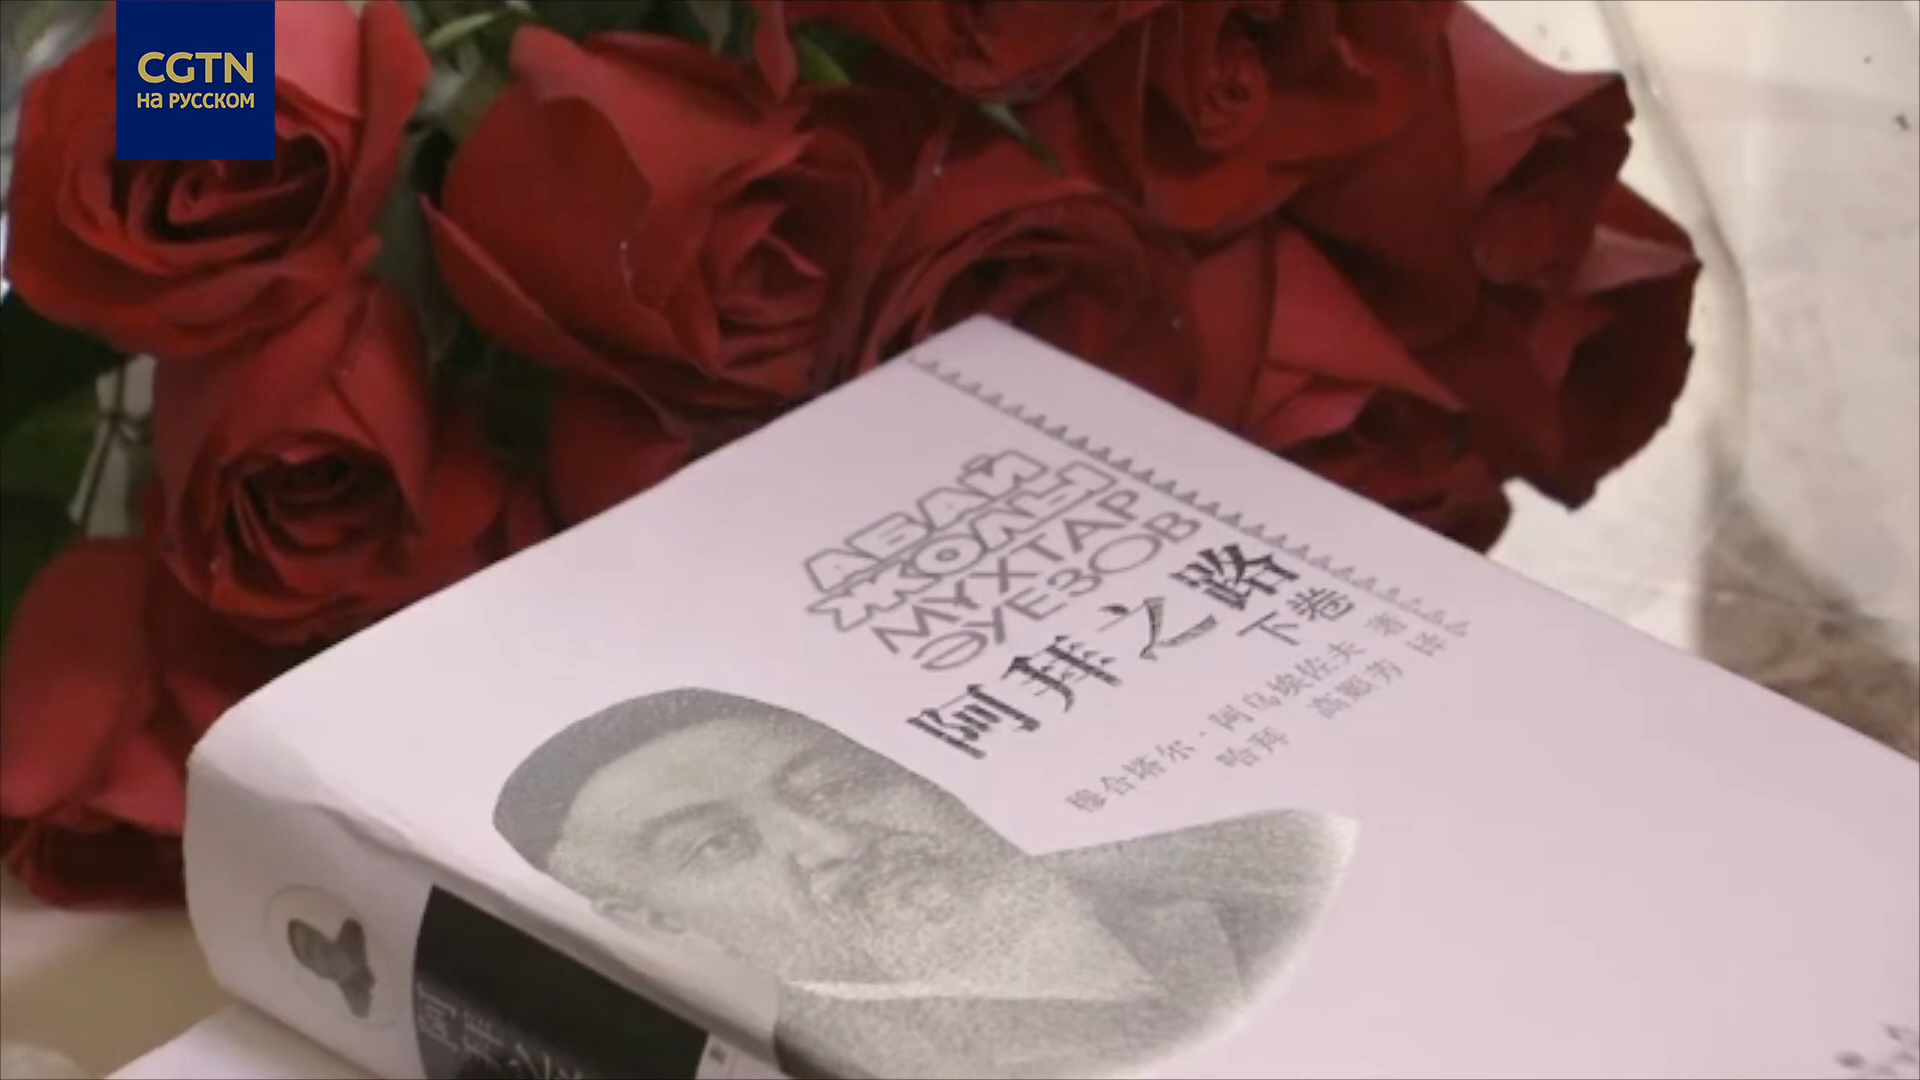 CGTN
на русском
АБАЙ
ЖОЛЫ
МҰХТАР
ӘУЕЗОВ
阿拜之路
下卷
穆合塔尔·阿乌埃佐夫 著
哈拜 高顺芳 译